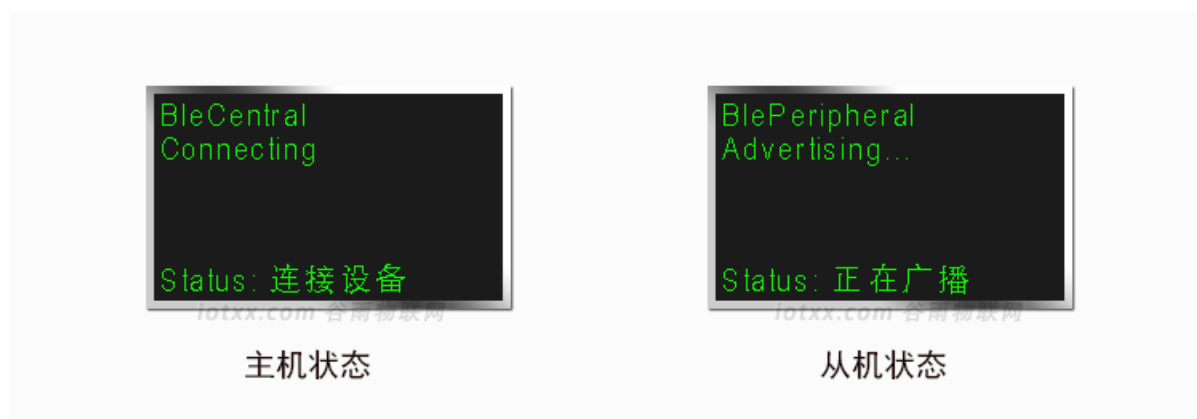 BleCentral
Connecting
Status: 连接设备
iotxx.com 谷雨物联网
主机状态
BlePeripheral
Advertising...
Status: 正在广播
iotxx.com 谷雨物联网
从机状态